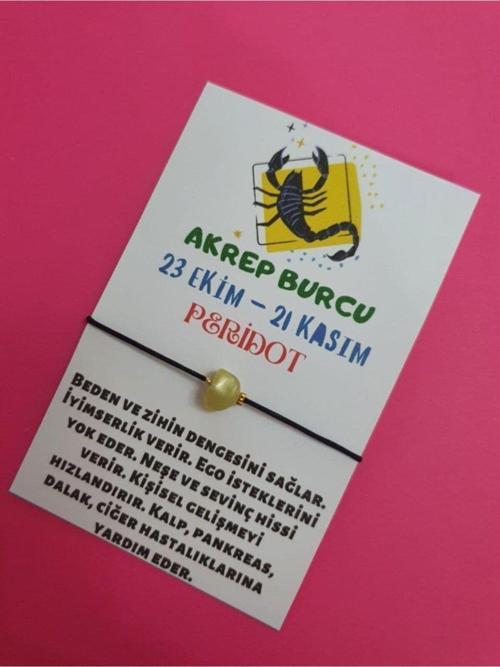 AKREP BURCU
23 EKİM – 21 KASIM
PERİDOT
BEDEN VE ZİHİN DENGESİNİ SAĞLAR.
İYİMSERLİK VERİR. EGO İSTEKLERİNİ
YOK EDER. NEŞE VE SEVİNÇ HİSSİ
VERİR. KİŞİSEL GELİŞMEYİ
HIZLANDIRIR. KALP, PANKREAS,
DALAK, CİĞER HASTALIKLARINA
YARDIM EDER.